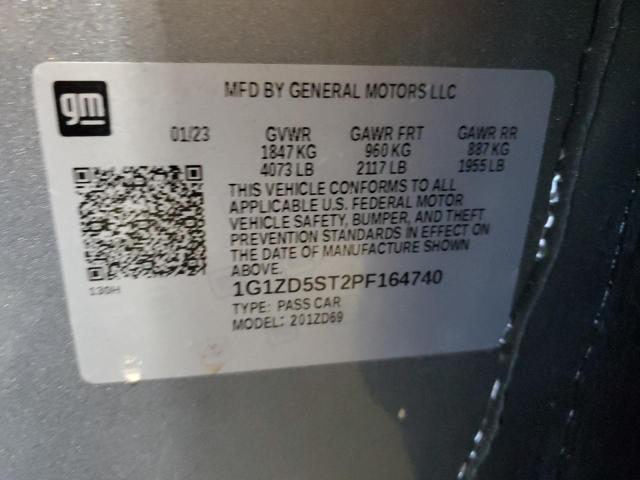 gm
MFD BY GENERAL MOTORS LLC
01/23 GVWR GAWR FRT GAWR RR
1847 KG 960 KG 887 KG
4073 LB 2117 LB 1955 LB
THIS VEHICLE CONFORMS TO ALL
APPLICABLE U.S. FEDERAL MOTOR
VEHICLE SAFETY, BUMPER, AND THEFT
PREVENTION STANDARDS IN EFFECT ON
THE DATE OF MANUFACTURE SHOWN
ABOVE.
130H
1G1ZD5ST2PF164740
TYPE: PASS CAR
MODEL: 201ZD69